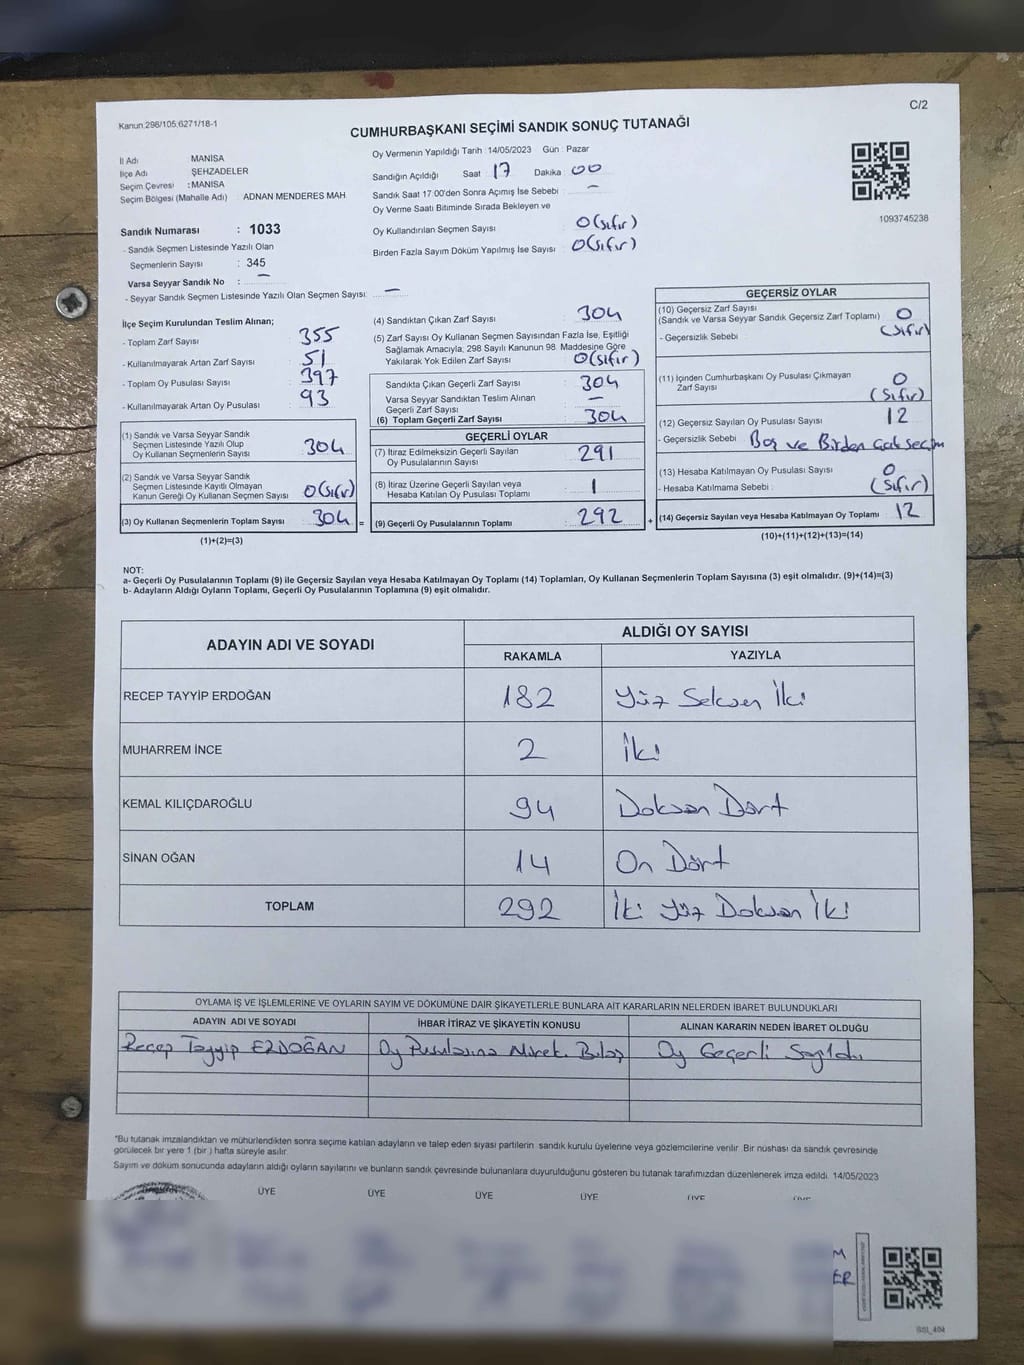 C/2
Kanun:298/105,6271/18-1
CUMHURBAŞKANI SEÇİMİ SANDIK SONUÇ TUTANAĞI
İl Adı : MANİSA
İlçe Adı : ŞEHZADELER
Seçim Çevresi : MANİSA
Seçim Bölgesi (Mahalle Adı) ADNAN MENDERES MAH.
Sandık Numarası : 1033
- Sandık Seçmen Listesinde Yazılı Olan
Seçmenlerin Sayısı : 345
Varsa Seyyar Sandık No : —
- Seyyar Sandık Seçmen Listesinde Yazılı Olan Seçmen Sayısı: —
Oy Vermenin Yapıldığı Tarih : 14/05/2023 Gün : Pazar
Sandığın Açıldığı Saat 17 Dakika 00
Sandık Saat 17:00'den Sonra Açımış İse Sebebi : —
Oy Verme Saati Bitiminde Sırada Bekleyen ve
Oy Kullandırılan Seçmen Sayısı : 0 (Sıfır)
Birden Fazla Sayım Döküm Yapılmış İse Sayısı : 0 (Sıfır)
1093745238
İlçe Seçim Kurulundan Teslim Alınan;
- Toplam Zarf Sayısı : 355
- Kullanılmayarak Artan Zarf Sayısı : 51
- Toplam Oy Pusulası Sayısı : 397
- Kullanılmayarak Artan Oy Pusulası : 93
(1) Sandık ve Varsa Seyyar Sandık
Seçmen Listesinde Yazılı Olup
Oy Kullanan Seçmenlerin Sayısı : 304
(2) Sandık ve Varsa Seyyar Sandık
Seçmen Listesinde Kayıtlı Olmayan
Kanun Gereği Oy Kullanan Seçmen Sayısı : 0 (Sıfır)
(3) Oy Kullanan Seçmenlerin Toplam Sayısı : 304 =
(1)+(2)=(3)
(4) Sandıktan Çıkan Zarf Sayısı : 304
(5) Zarf Sayısı Oy Kullanan Seçmen Sayısından Fazla İse, Eşitliği
Sağlamak Amacıyla, 298 Sayılı Kanunun 98. Maddesine Göre
Yakılarak Yok Edilen Zarf Sayısı : 0 (Sıfır)
Sandıkta Çıkan Geçerli Zarf Sayısı : 304
Varsa Seyyar Sandıktan Teslim Alınan
Geçerli Zarf Sayısı : —
(6) Toplam Geçerli Zarf Sayısı : 304
GEÇERLİ OYLAR
(7) İtiraz Edilmeksizin Geçerli Sayılan
Oy Pusulalarının Sayısı : 291
(8) İtiraz Üzerine Geçerli Sayılan veya
Hesaba Katılan Oy Pusulası Toplamı : 1
(9) Geçerli Oy Pusulalarının Toplamı : 292 +
GEÇERSİZ OYLAR
(10) Geçersiz Zarf Sayısı
(Sandık ve Varsa Seyyar Sandık Geçersiz Zarf Toplamı) : 0
- Geçersizlik Sebebi : (Sıfır)
(11) İçinden Cumhurbaşkanı Oy Pusulası Çıkmayan
Zarf Sayısı : 0 (Sıfır)
(12) Geçersiz Sayılan Oy Pusulası Sayısı : 12
- Geçersizlik Sebebi : Boş ve Birden çok seçim
(13) Hesaba Katılmayan Oy Pusulası Sayısı : 0
- Hesaba Katılmama Sebebi : (Sıfır)
(14) Geçersiz Sayılan veya Hesaba Katılmayan Oy Toplamı : 12
(10)+(11)+(12)+(13)=(14)
NOT:
a- Geçerli Oy Pusulalarının Toplamı (9) ile Geçersiz Sayılan veya Hesaba Katılmayan Oy Toplamı (14) Toplamları, Oy Kullanan Seçmenlerin Toplam Sayısına (3) eşit olmalıdır. (9)+(14)=(3)
b- Adayların Aldığı Oyların Toplamı, Geçerli Oy Pusulalarının Toplamına (9) eşit olmalıdır.
ADAYIN ADI VE SOYADI ALDIĞI OY SAYISI
RAKAMLA YAZIYLA
RECEP TAYYİP ERDOĞAN 182 Yüz Seksen İki
MUHARREM İNCE 2 İki
KEMAL KILIÇDAROĞLU 94 Doksan Dört
SİNAN OĞAN 14 On Dört
TOPLAM 292 İki Yüz Doksan İki
OYLAMA İŞ VE İŞLEMLERİNE VE OYLARIN SAYIM VE DÖKÜMÜNE DAİR ŞİKAYETLERLE BUNLARA AİT KARARLARIN NELERDEN İBARET BULUNDUKLARI
ADAYIN ADI VE SOYADI İHBAR İTİRAZ VE ŞİKAYETİN KONUSU ALINAN KARARIN NEDEN İBARET OLDUĞU
Recep Tayyip ERDOĞAN Oy Pusulasına Mürek. Bulaş Oy Geçerli Sayıldı
*Bu tutanak imzalandıktan ve mühürlendikten sonra seçime katılan adayların ve talep eden siyasi partilerin sandık kurulu üyelerine veya gözlemcilerine verilir. Bir nüshası da sandık çevresinde
görülecek bir yere 1 (bir ) hafta süreyle asılır.
Sayım ve döküm sonucunda adayların aldığı oyların sayılarını ve bunların sandık çevresinde bulunanlara duyurulduğunu gösteren bu tutanak tarafımızdan düzenlenerek imza edildi. 14/05/2023
ÜYE ÜYE ÜYE ÜYE ÜYE ÜYE